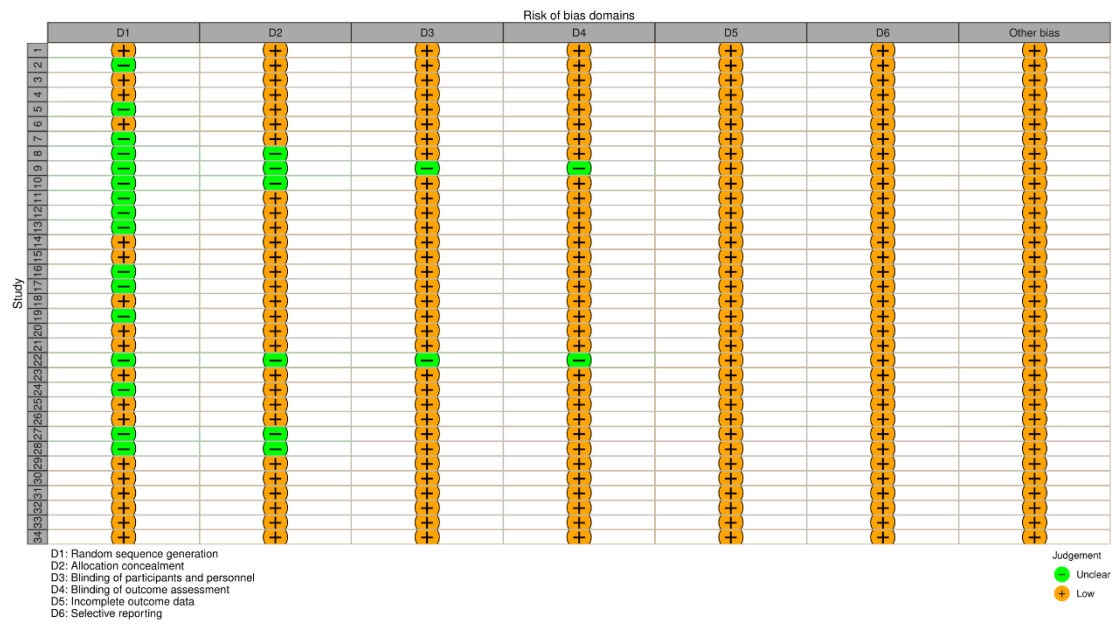 Risk of bias domains
D1 D2 D3 D4 D5 D6 Other bias
Study
1
2
3
4
5
6
7
8
9
10
11
12
13
14
15
16
17
18
19
20
21
22
23
24
25
26
27
28
29
30
31
32
33
34
D1: Random sequence generation
D2: Allocation concealment
D3: Blinding of participants and personnel
D4: Blinding of outcome assessment
D5: Incomplete outcome data
D6: Selective reporting
Judgement
− Unclear
+ Low